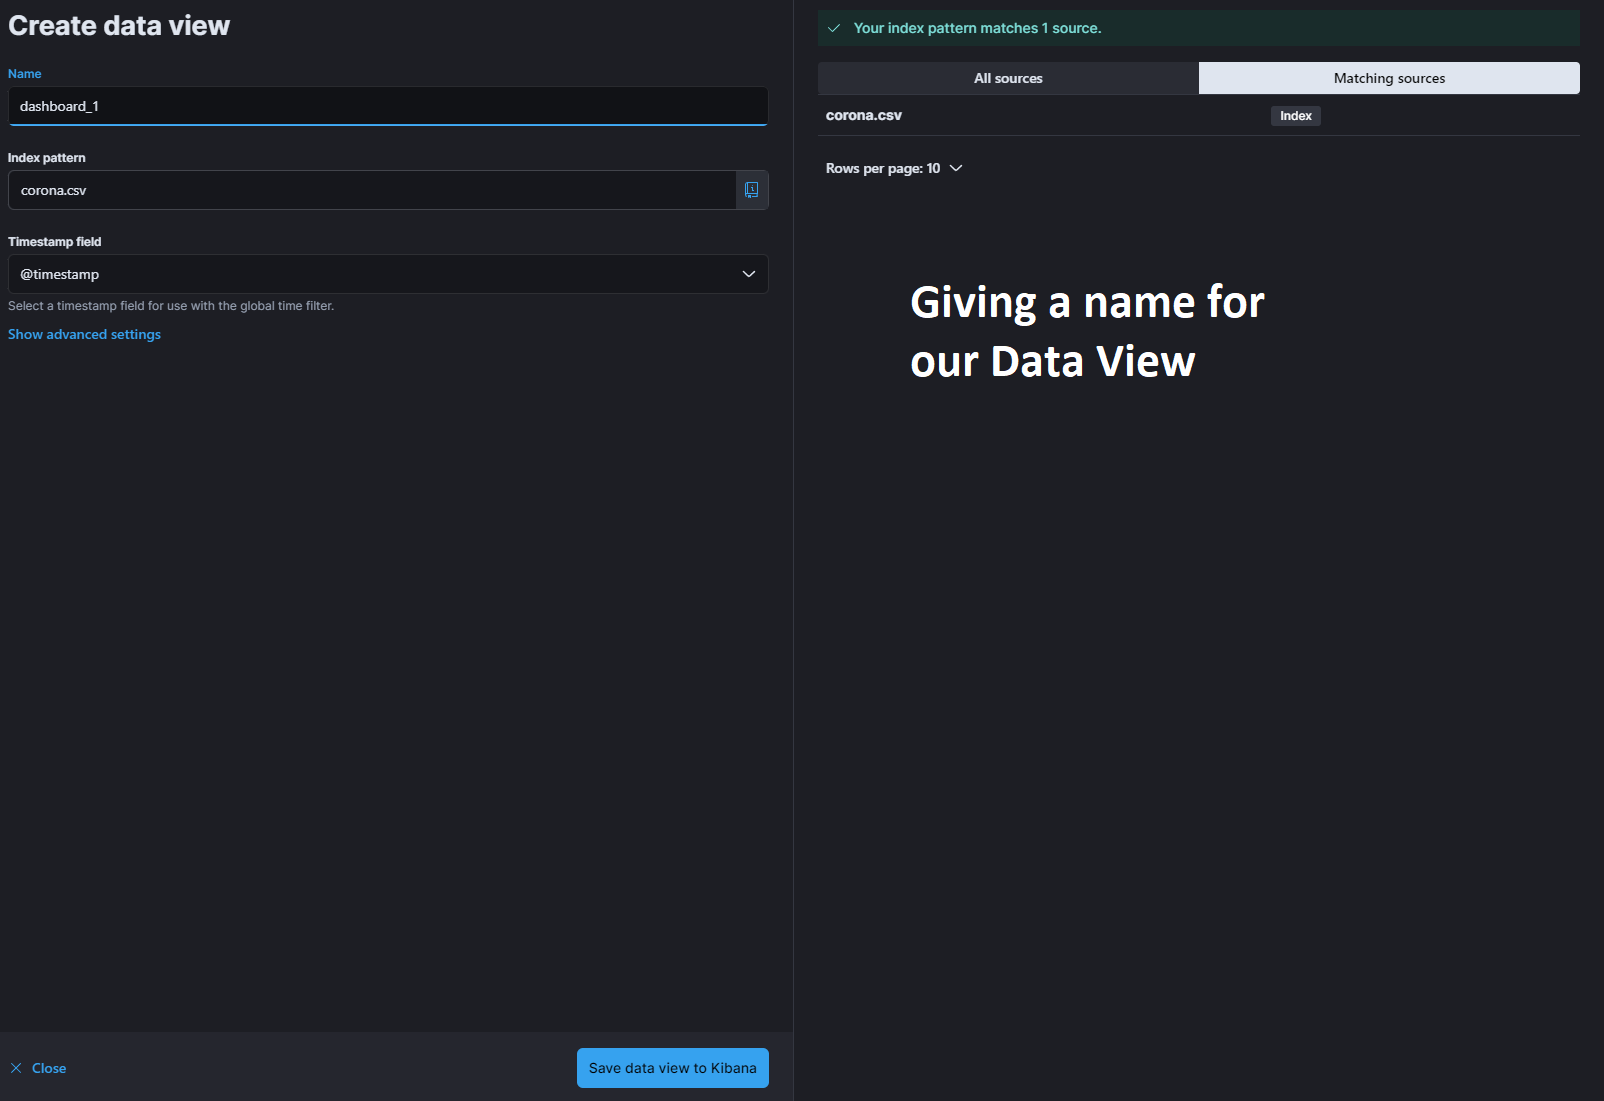 Create data view
Name
dashboard_1
Index pattern
corona.csv
Timestamp field
@timestamp
Select a timestamp field for use with the global time filter.
Show advanced settings
Close
Save data view to Kibana
Your index pattern matches 1 source.
All sources
Matching sources
corona.csv
Index
Rows per page: 10
Giving a name for
our Data View